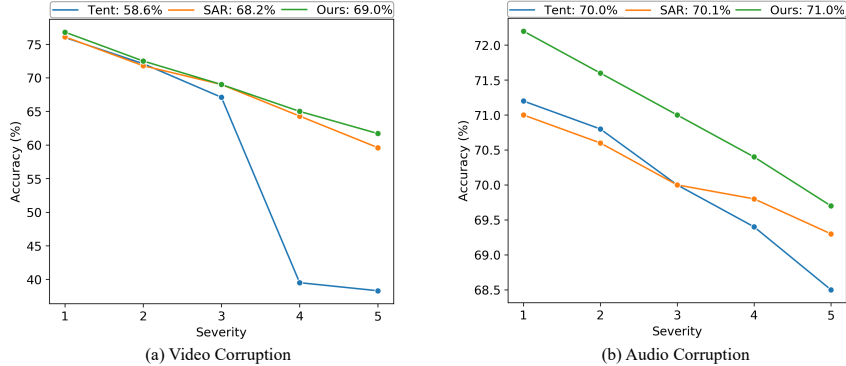 Tent: 58.6% SAR: 68.2% Ours: 69.0%
75
70
65
60
55
50
45
40
Accuracy (%)
1 2 3 4 5
Severity
(a) Video Corruption
Tent: 70.0% SAR: 70.1% Ours: 71.0%
72.0
71.5
71.0
70.5
70.0
69.5
69.0
68.5
Accuracy (%)
1 2 3 4 5
Severity
(b) Audio Corruption